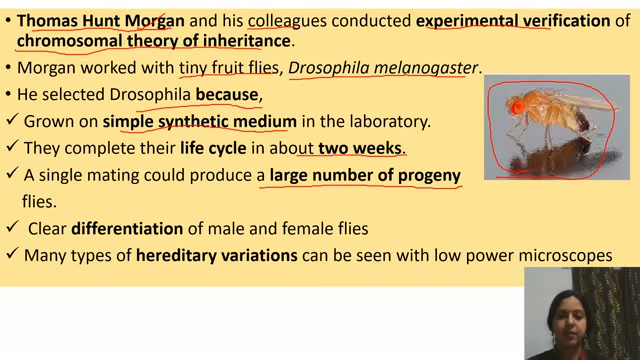 • Thomas Hunt Morgan and his colleagues conducted experimental verification of
chromosomal theory of inheritance.
• Morgan worked with tiny fruit flies, Drosophila melanogaster.
• He selected Drosophila because,
✓ Grown on simple synthetic medium in the laboratory.
✓ They complete their life cycle in about two weeks.
✓ A single mating could produce a large number of progeny
flies.
✓ Clear differentiation of male and female flies
✓ Many types of hereditary variations can be seen with low power microscopes